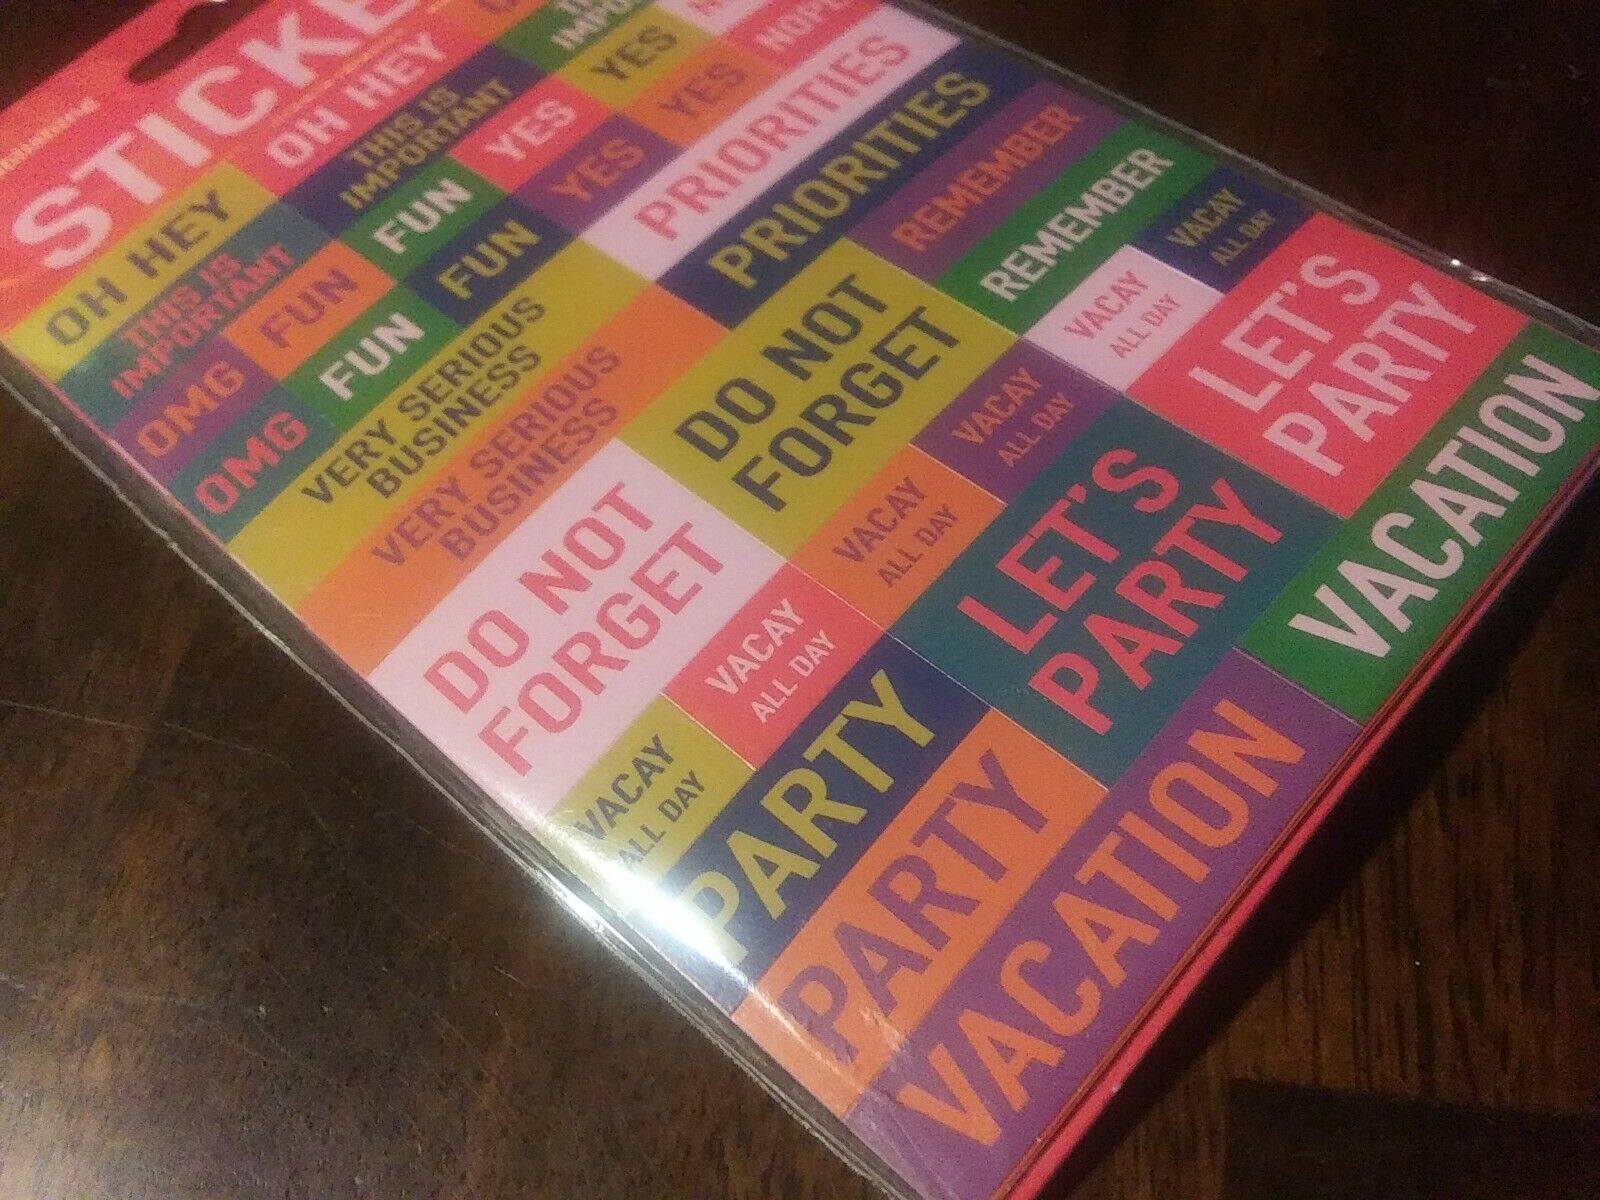 STICKE
OH HEY
OH HEY
THIS IS
IMPORTANT
THIS IS
IMPORTANT
IMPORTANT
OMG
FUN
FUN
YES
YES
NOPE
OMG
FUN
FUN
YES
YES
VERY SERIOUS
BUSINESS
PRIORITIES
VERY SERIOUS
BUSINESS
PRIORITIES
DO NOT
FORGET
DO NOT
FORGET
REMEMBER
REMEMBER
VACAY
ALL DAY
VACAY
ALL DAY
VACAY
ALL DAY
VACAY
ALL DAY
VACAY
ALL DAY
VACAY
ALL DAY
PARTY
LET'S
PARTY
LET'S
PARTY
PARTY
VACATION
VACATION